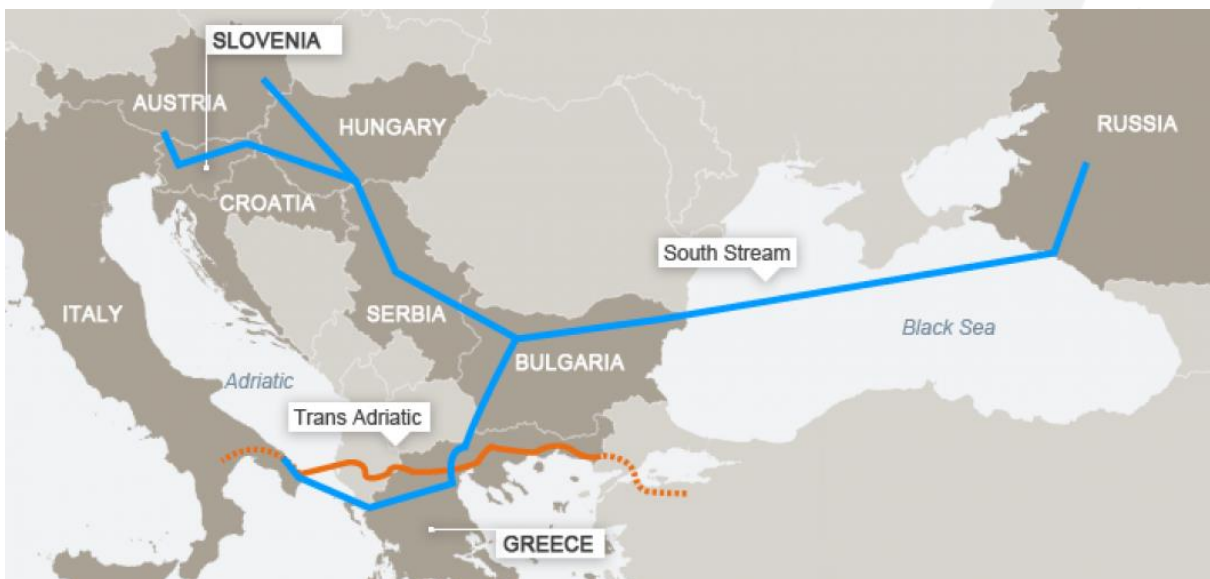 SLOVENIA
AUSTRIA
HUNGARY
RUSSIA
CROATIA
South Stream
ITALY
SERBIA
Black Sea
BULGARIA
Adriatic
Trans Adriatic
GREECE